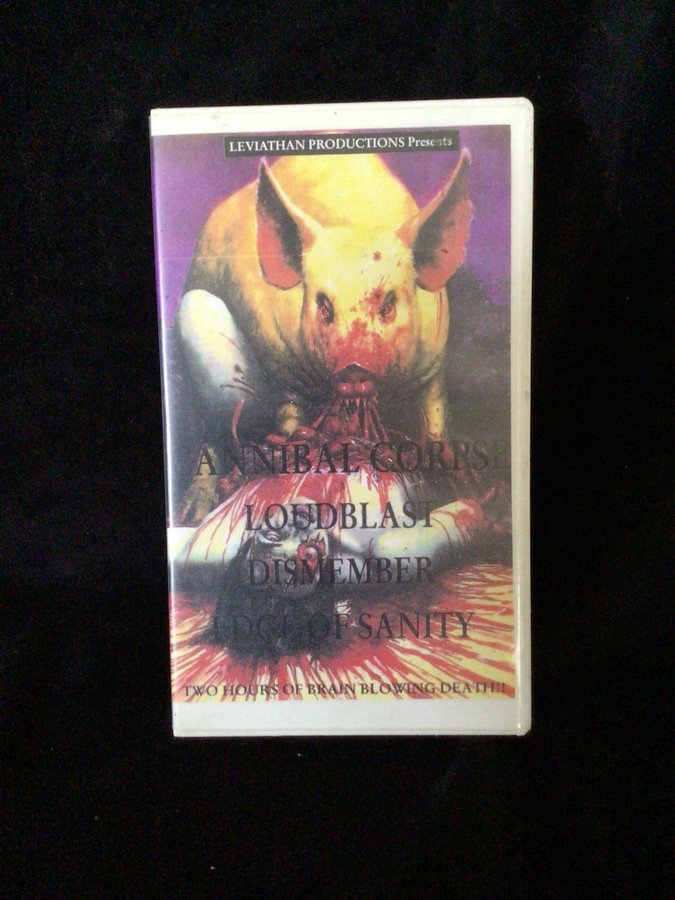 LEVIATHAN PRODUCTIONS Presents
ANNIBAL CORPSE
LOUDBLAST
DISMEMBER
EDGE OF SANITY
TWO HOURS OF BRAIN BLOWING DEATH!!